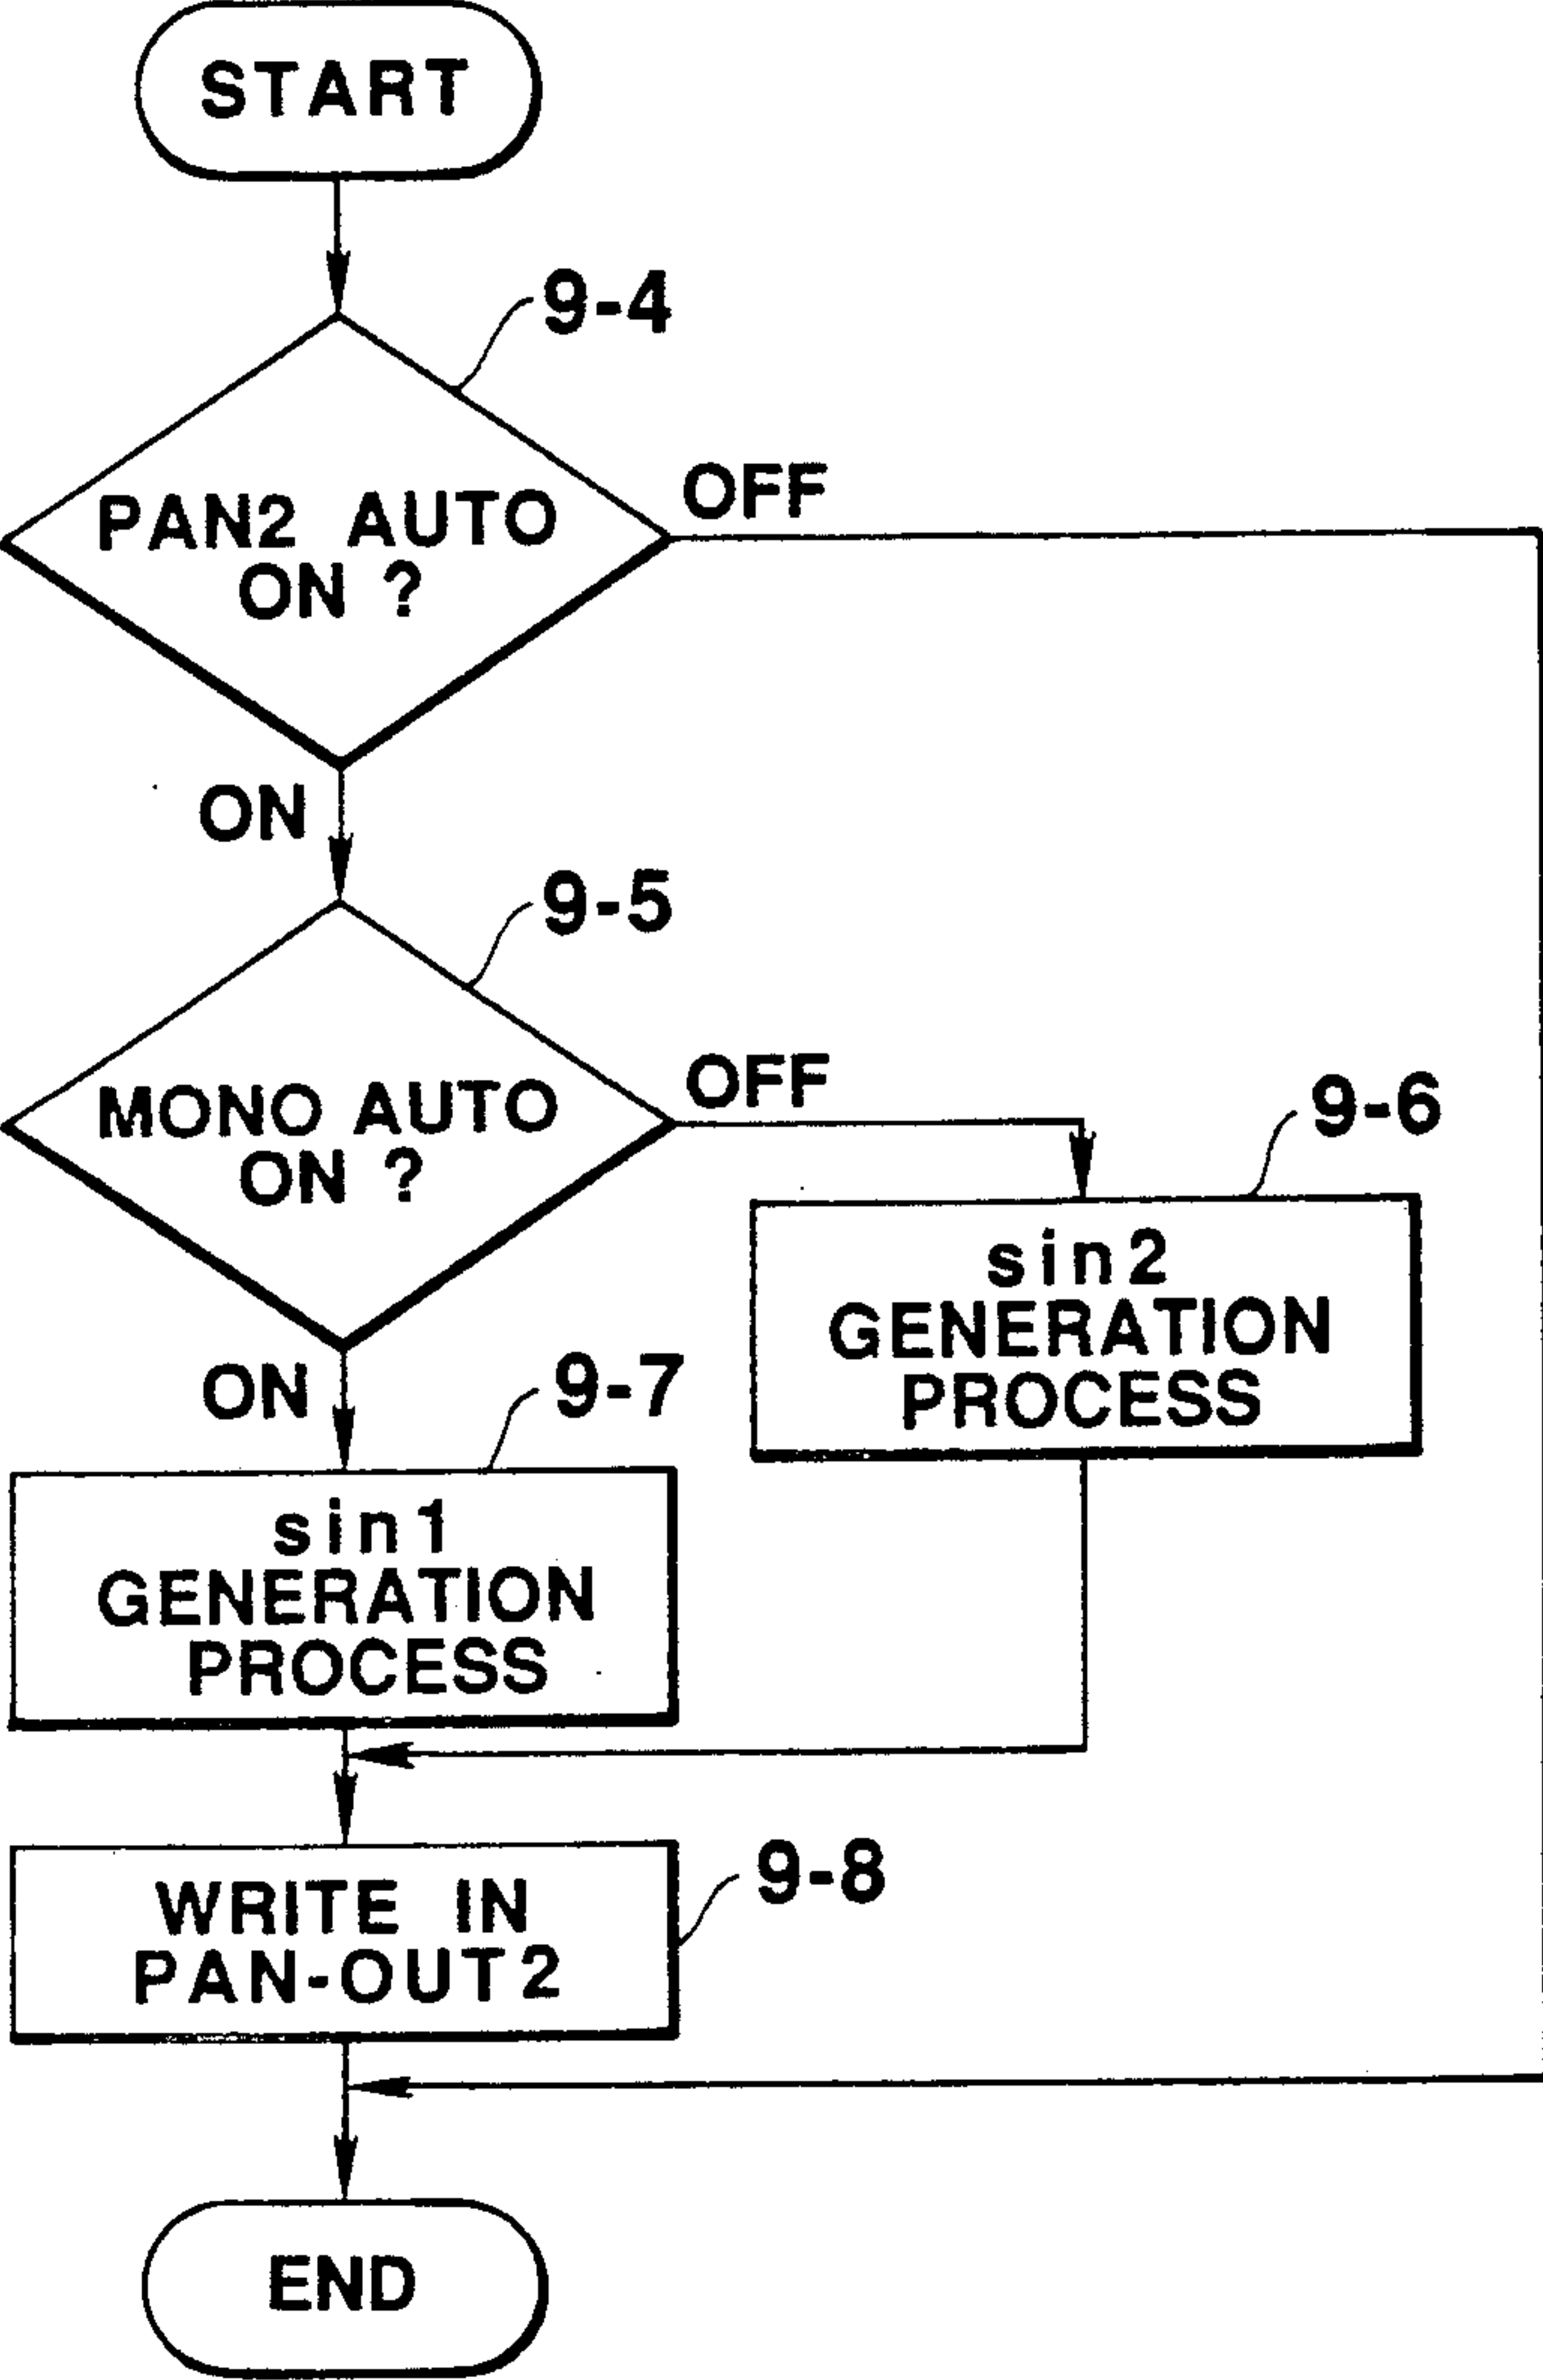 START
9-4
OFF
PAN2 AUTO
ON ?
ON
9-5
OFF
MONO AUTO
ON ?
9-6
sin2
GENERATION
PROCESS
ON
9-7
sin1
GENERATION
PROCESS
9-8
WRITE IN
PAN-OUT2
END